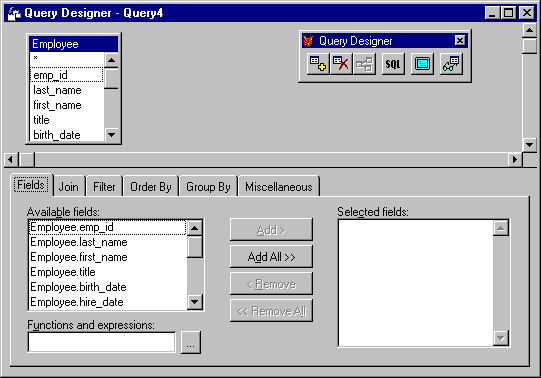 Query Designer - Query4
Employee
*
emp_id
last_name
first_name
title
birth_date
Query Designer
SQL
Fields
Join
Filter
Order By
Group By
Miscellaneous
Available fields:
Employee.emp_id
Employee.last_name
Employee.first_name
Employee.title
Employee.birth_date
Employee.hire_date
Functions and expressions:
...
Add >
Add All >>
< Remove
<< Remove All
Selected fields: